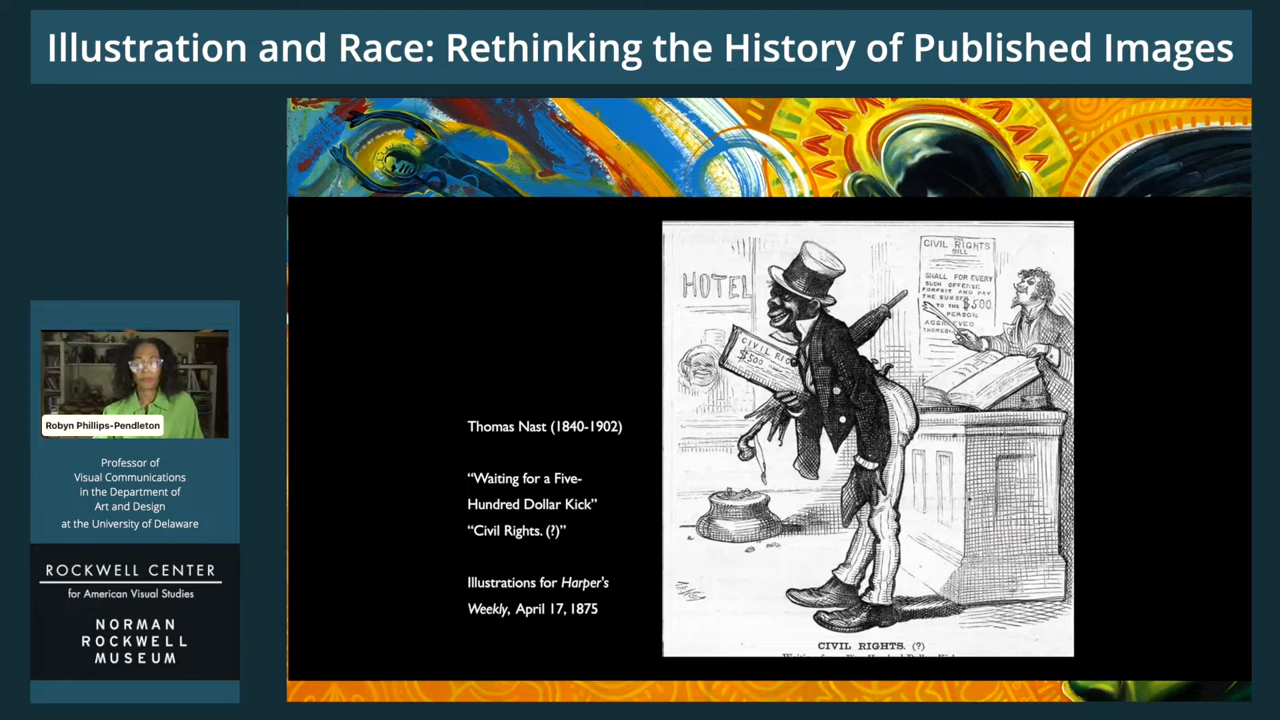 Illustration and Race: Rethinking the History of Published Images
Robyn Phillips-Pendleton
Professor of
Visual Communications
in the Department of
Art and Design
at the University of Delaware
ROCKWELL CENTER
for American Visual Studies
NORMAN
ROCKWELL
MUSEUM
Thomas Nast (1840-1902)
“Waiting for a Five-
Hundred Dollar Kick”
“Civil Rights. (?)”
Illustrations for Harper's
Weekly, April 17, 1875
HOTEL
CIVIL RIG
$500
CIVIL RIGHTS
BILL
SHALL FOR EVERY
SUCH OFFENSE
FORFEIT AND PAY
THE SUM OF
$500.
TO THE
PERSON
AGGRIEVED
CIVIL RIGHTS. (?)